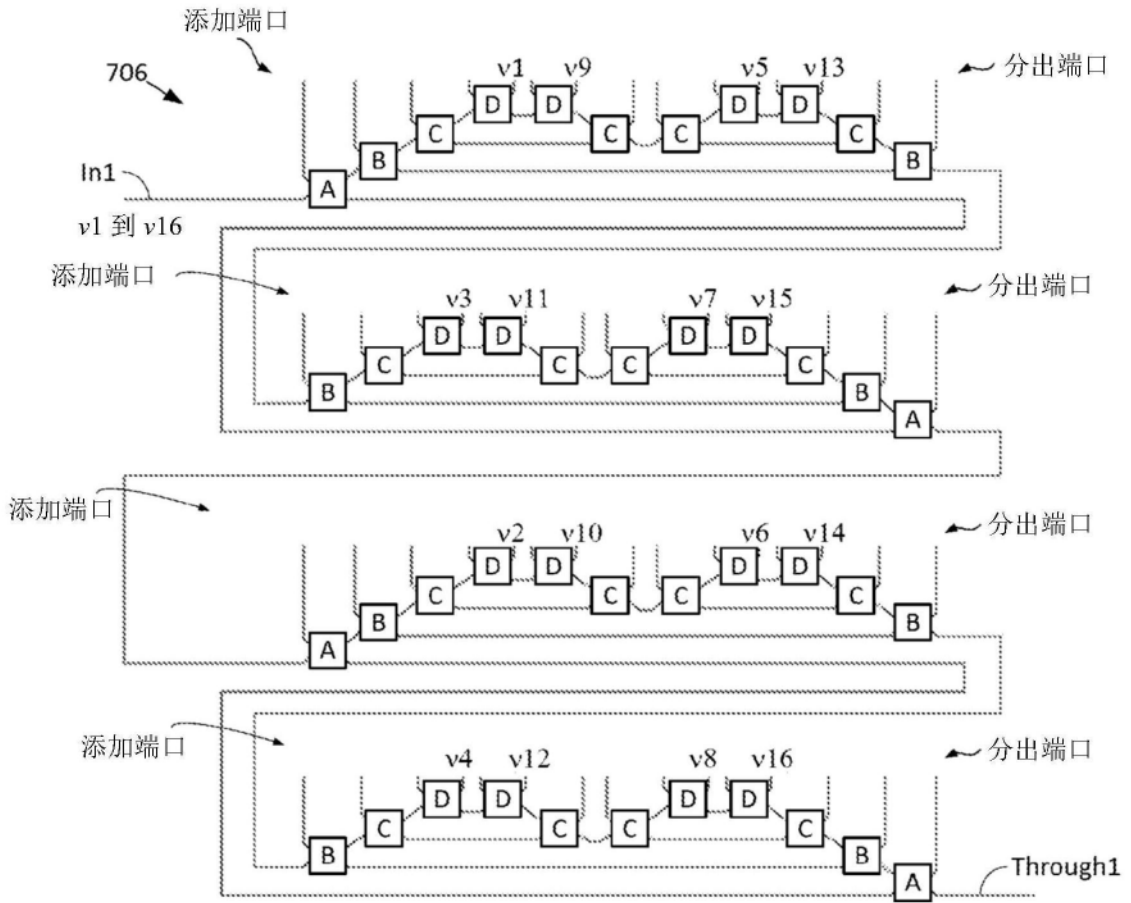 添加端口
706
v1 v9 v5 v13
分出端口
D D D D
C C C C
B B
In1
A
v1 到 v16
添加端口
v3 v11 v7 v15
分出端口
D D D D
C C C C
B B
A
添加端口
v2 v10 v6 v14
分出端口
D D D D
C C C C
B B
A
添加端口
v4 v12 v8 v16
分出端口
D D D D
C C C C
B B
A
Through1